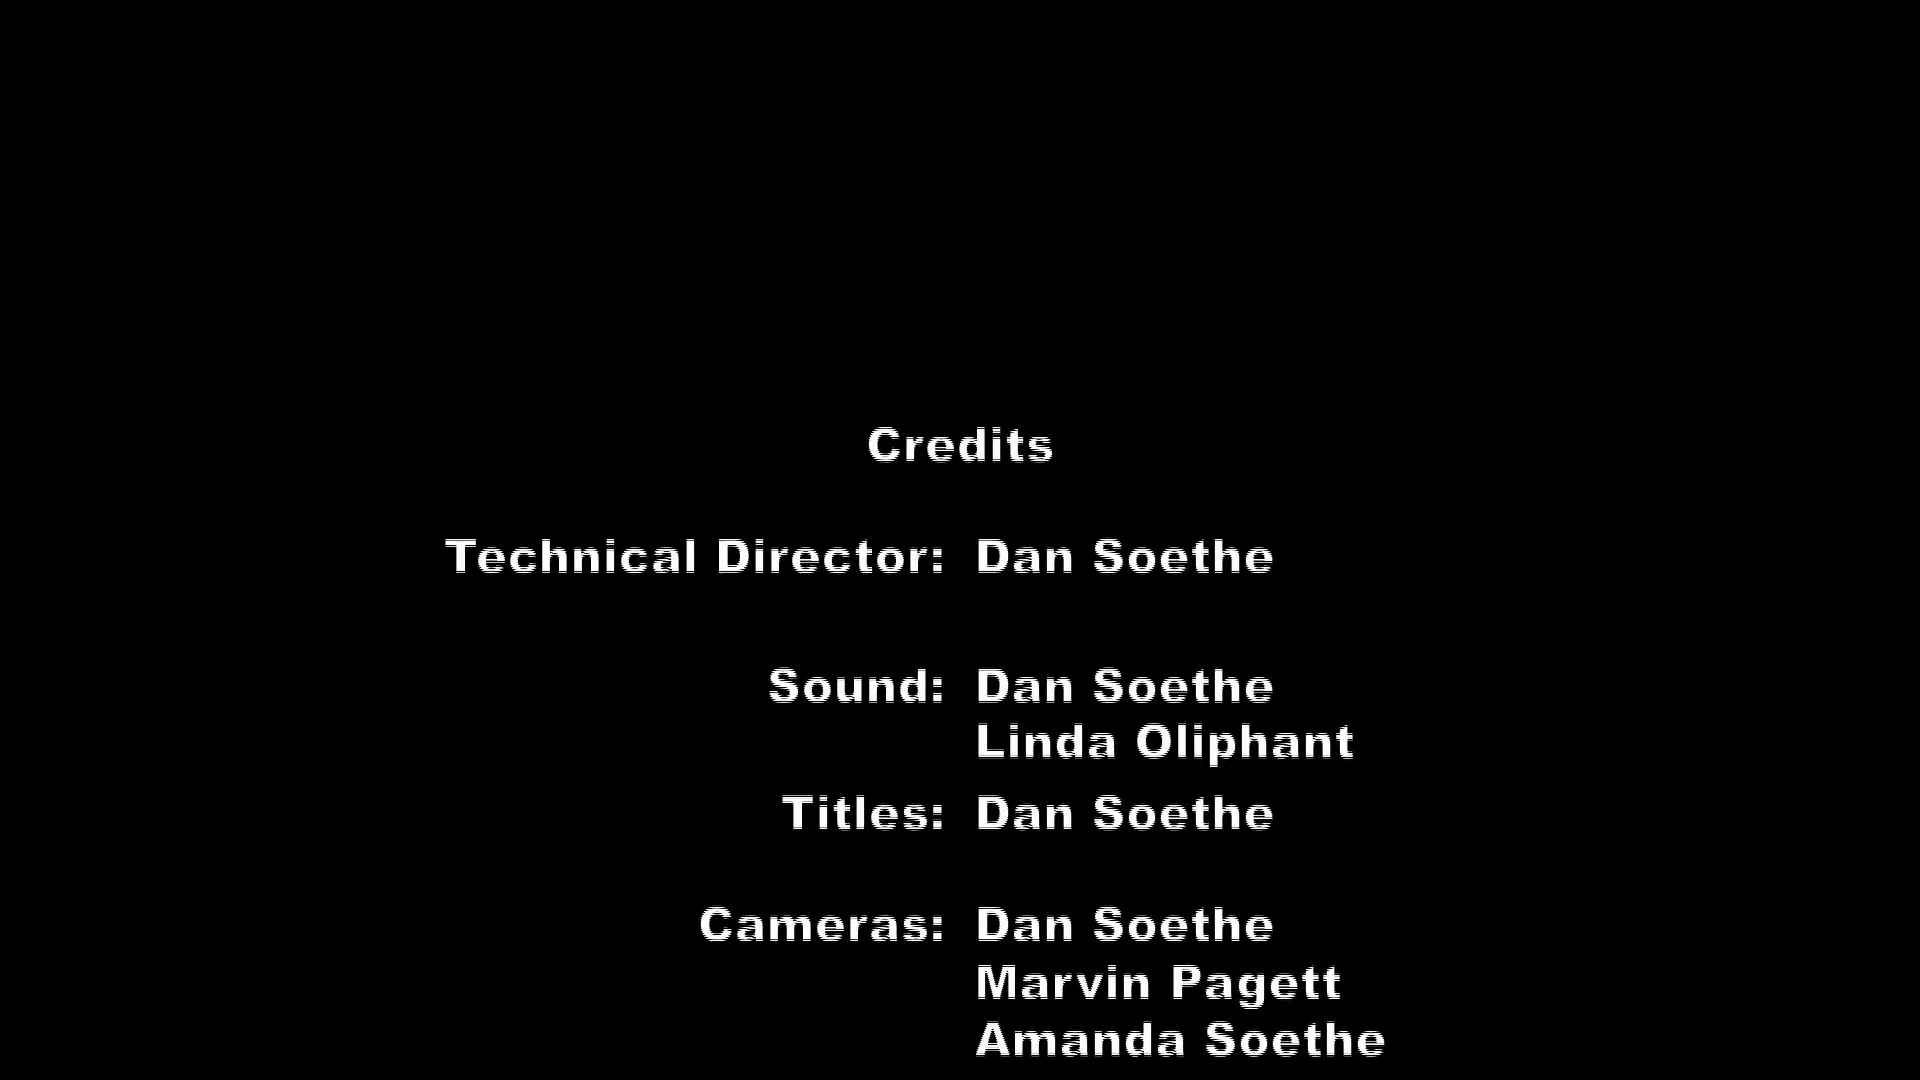 Credits
Technical Director: Dan Soethe
Sound: Dan Soethe
Linda Oliphant
Titles: Dan Soethe
Cameras: Dan Soethe
Marvin Pagett
Amanda Soethe